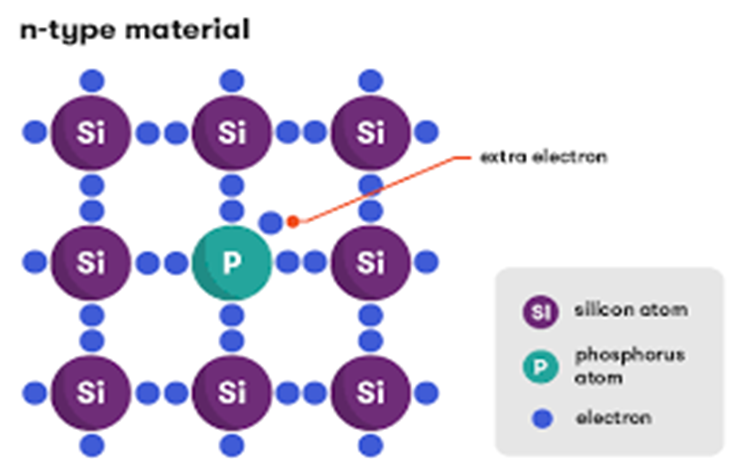 n-type material
Si Si Si
extra electron
Si P Si
Si Si Si
Si silicon atom
P phosphorus
atom
electron